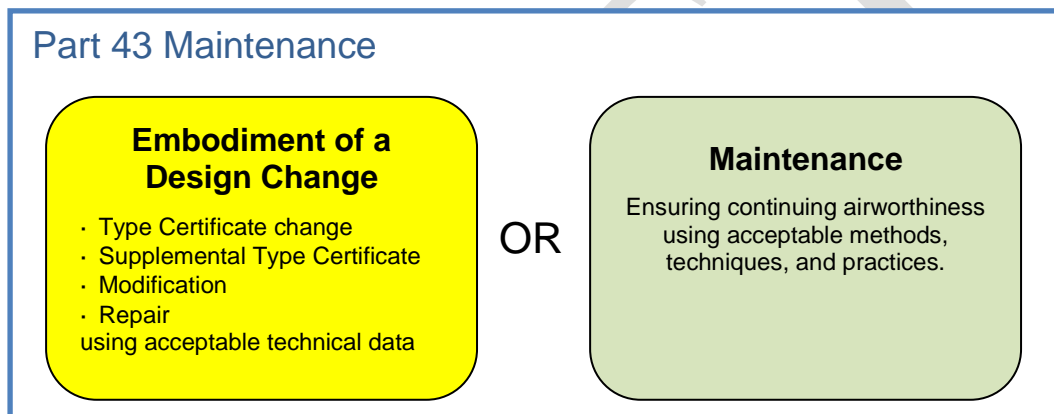 Part 43 Maintenance
Embodiment of a
Design Change
· Type Certificate change
· Supplemental Type Certificate
· Modification
· Repair
using acceptable technical data
OR
Maintenance
Ensuring continuing airworthiness
using acceptable methods,
techniques, and practices.